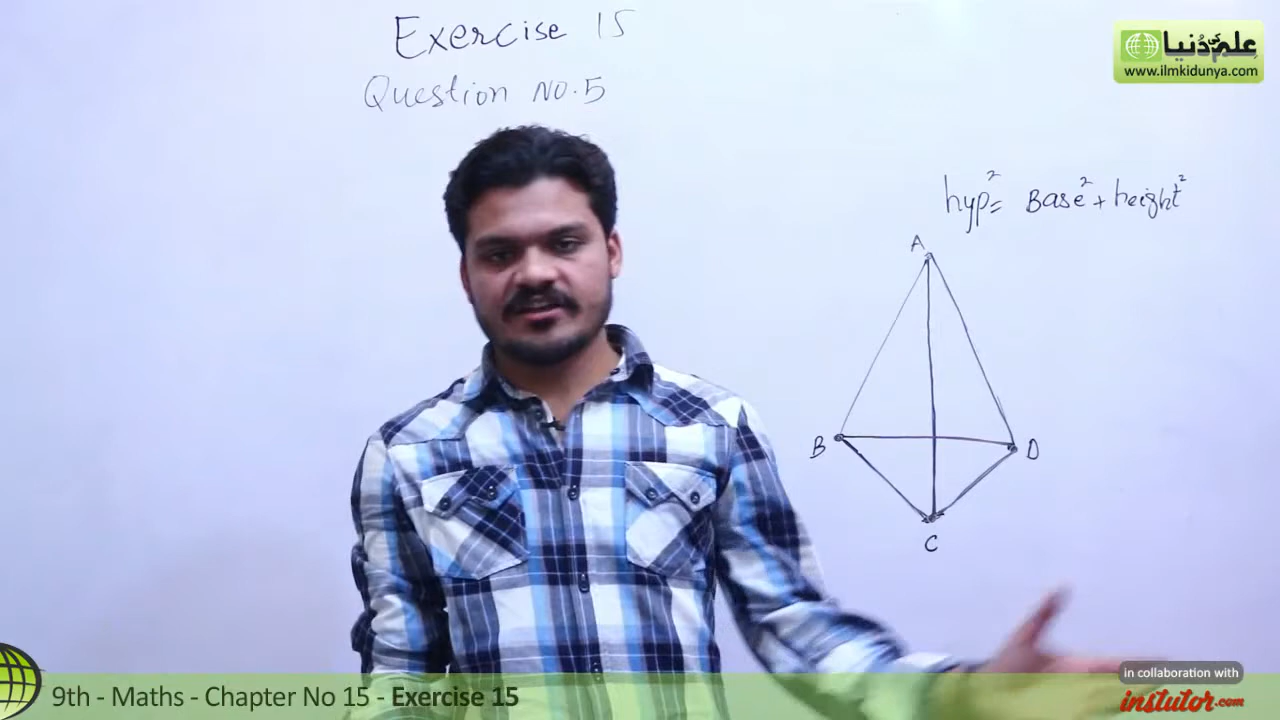 Exercise 15
Question No.5
علم کی دُنیا
www.ilmkidunya.com
hyp²= Base²+height²
A
B
D
C
9th - Maths - Chapter No 15 - Exercise 15
in collaboration with
instutor.com